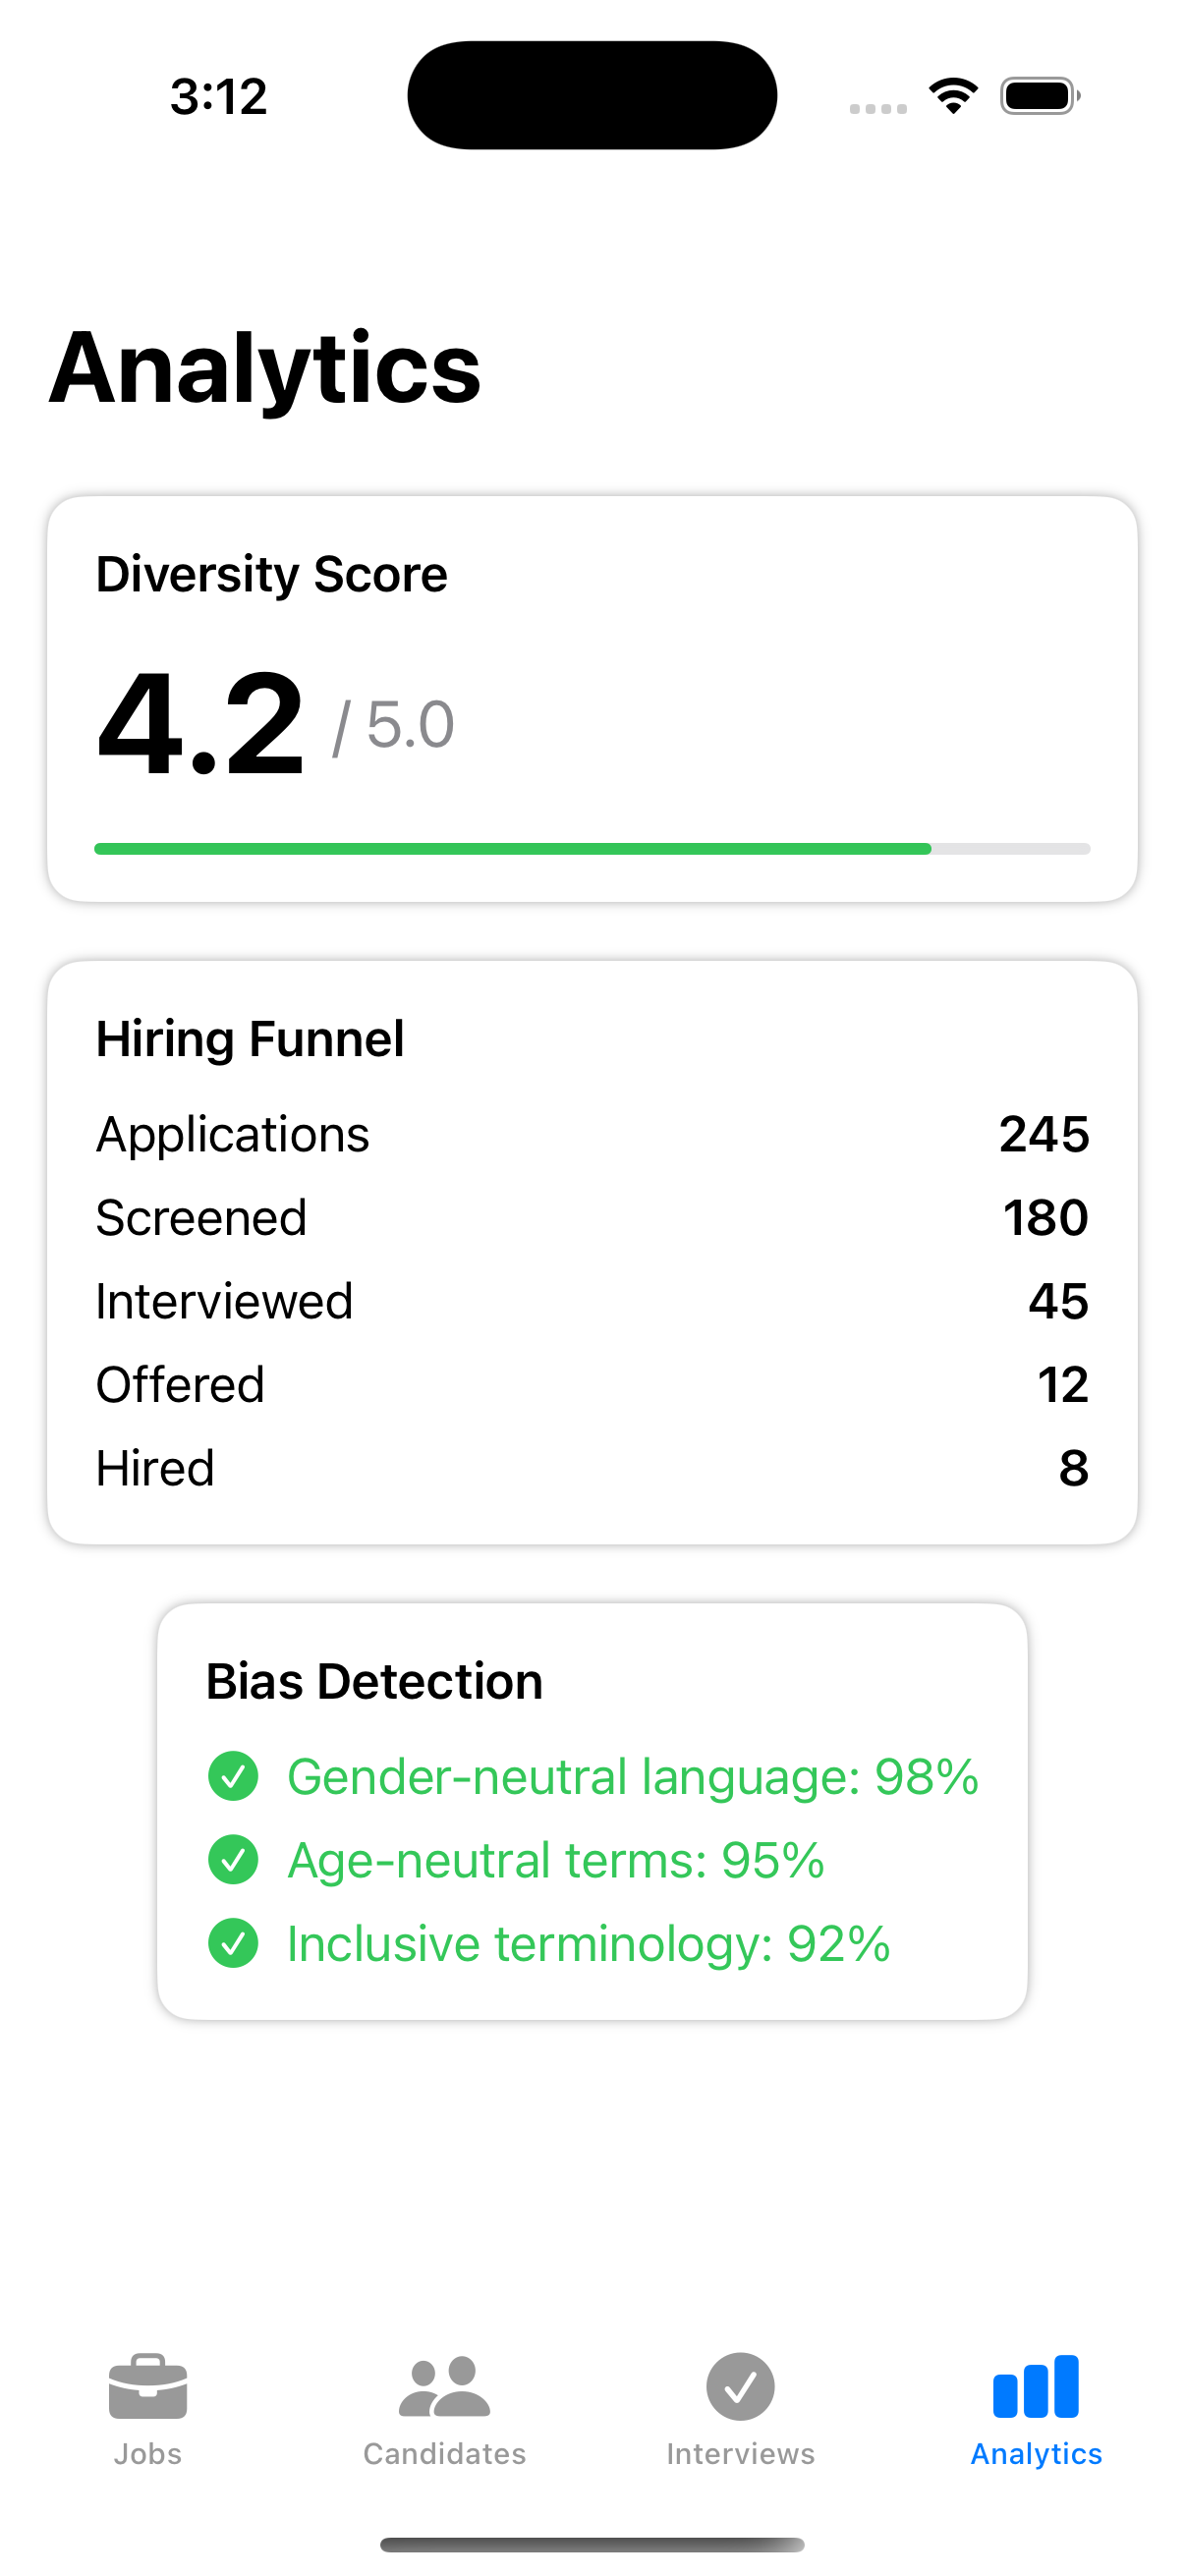 3:12
Analytics
Diversity Score
4.2 / 5.0
Hiring Funnel
Applications 245
Screened 180
Interviewed 45
Offered 12
Hired 8
Bias Detection
Gender-neutral language: 98%
Age-neutral terms: 95%
Inclusive terminology: 92%
Jobs Candidates Interviews Analytics